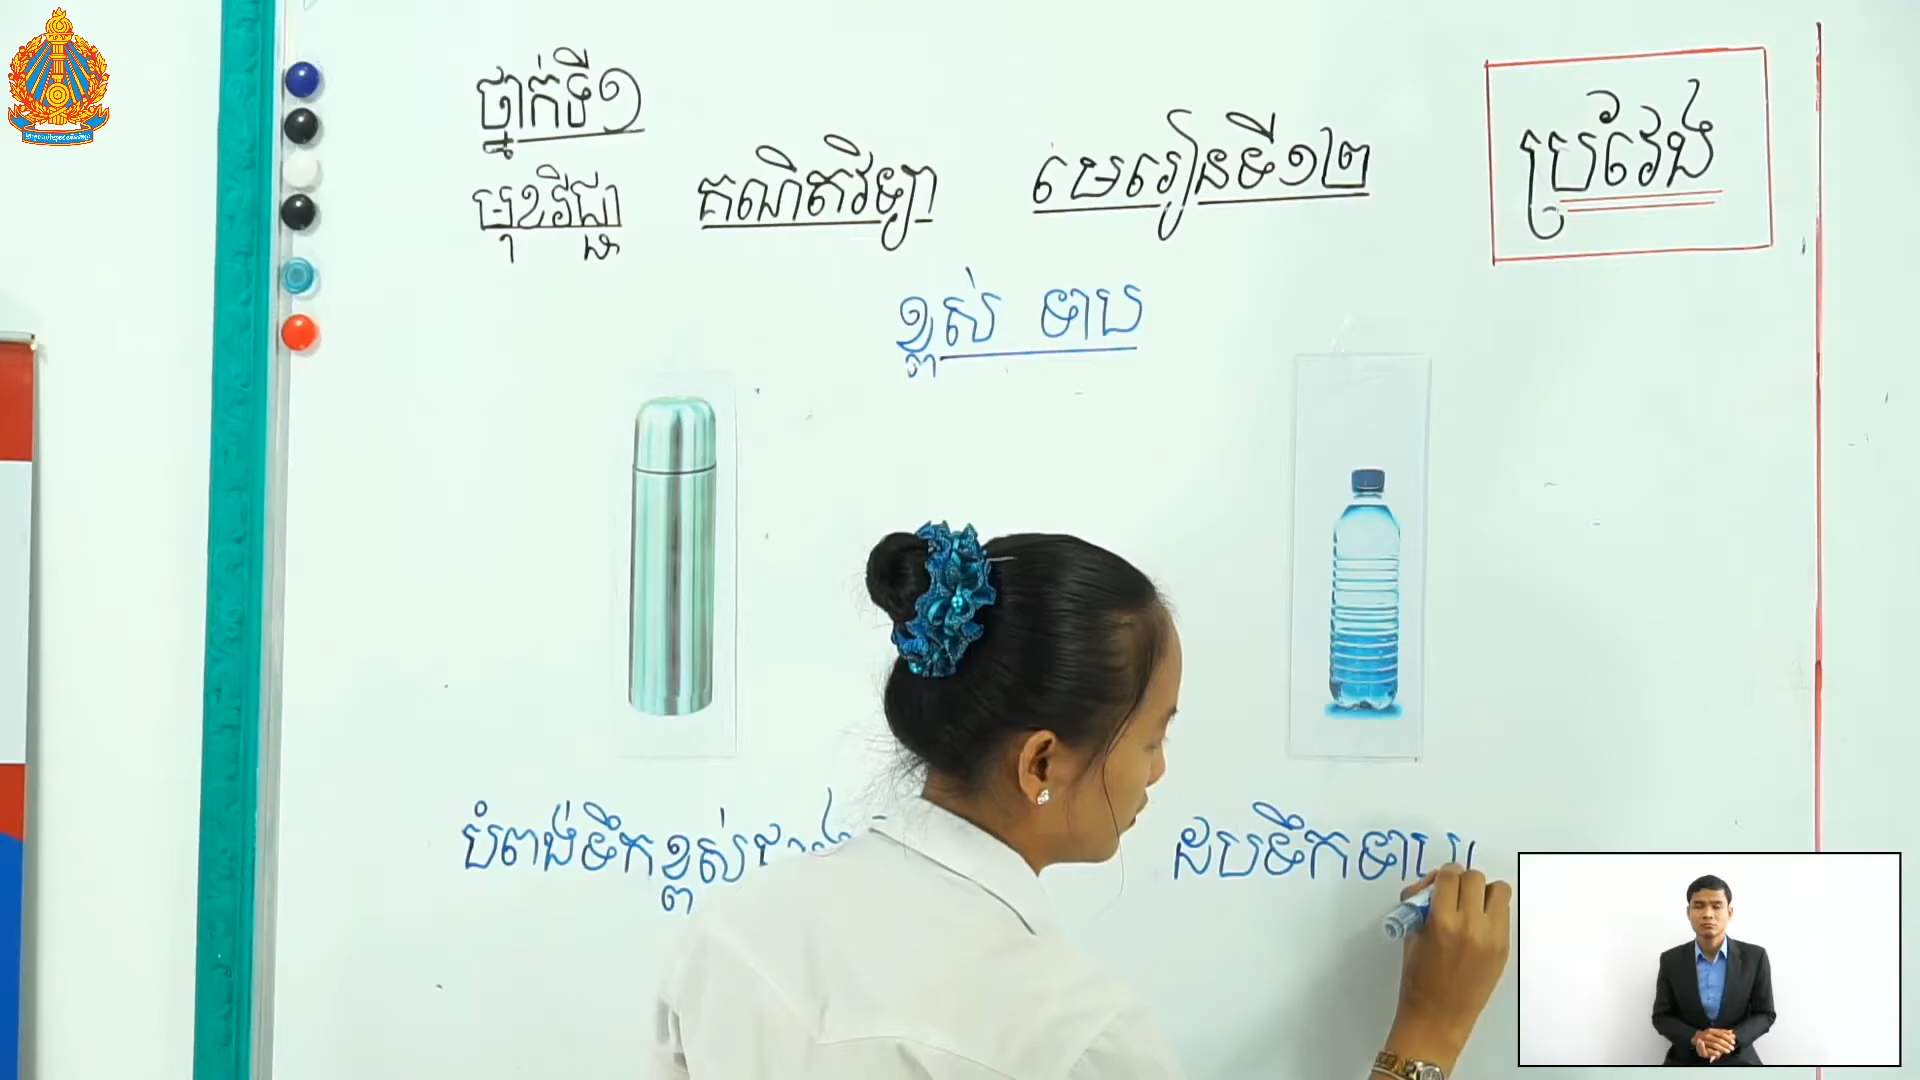 ថ្នាក់ទី១
មុខវិជ្ជា គណិតវិទ្យា មេរៀនទី១២
ប្រវែង
ខ្ពស់ ទាប
បំពង់ទឹកខ្ពស់ជាង
ដបទឹកទាប